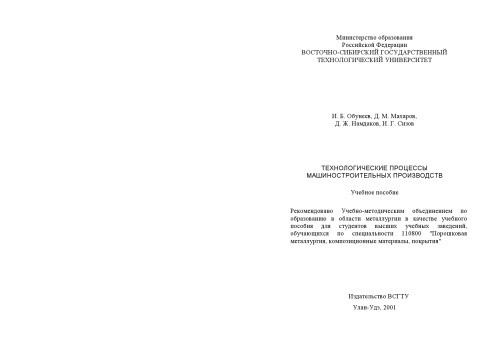 Министерство образования
Российской Федерации
ВОСТОЧНО-СИБИРСКИЙ ГОСУДАРСТВЕННЫЙ
ТЕХНОЛОГИЧЕСКИЙ УНИВЕРСИТЕТ
И. Б. Обунеев, Д. М. Махаров,
Д. Ж. Намдаков, И. Г. Сизов
ТЕХНОЛОГИЧЕСКИЕ ПРОЦЕССЫ
МАШИНОСТРОИТЕЛЬНЫХ ПРОИЗВОДСТВ
Учебное пособие
Рекомендовано Учебно-методическим объединением по
образованию в области металлургии в качестве учебного
пособия для студентов высших учебных заведений,
обучающихся по специальности 110800 "Порошковая
металлургия, композиционные материалы, покрытия"
Издательство ВСГТУ
Улан-Удэ, 2001